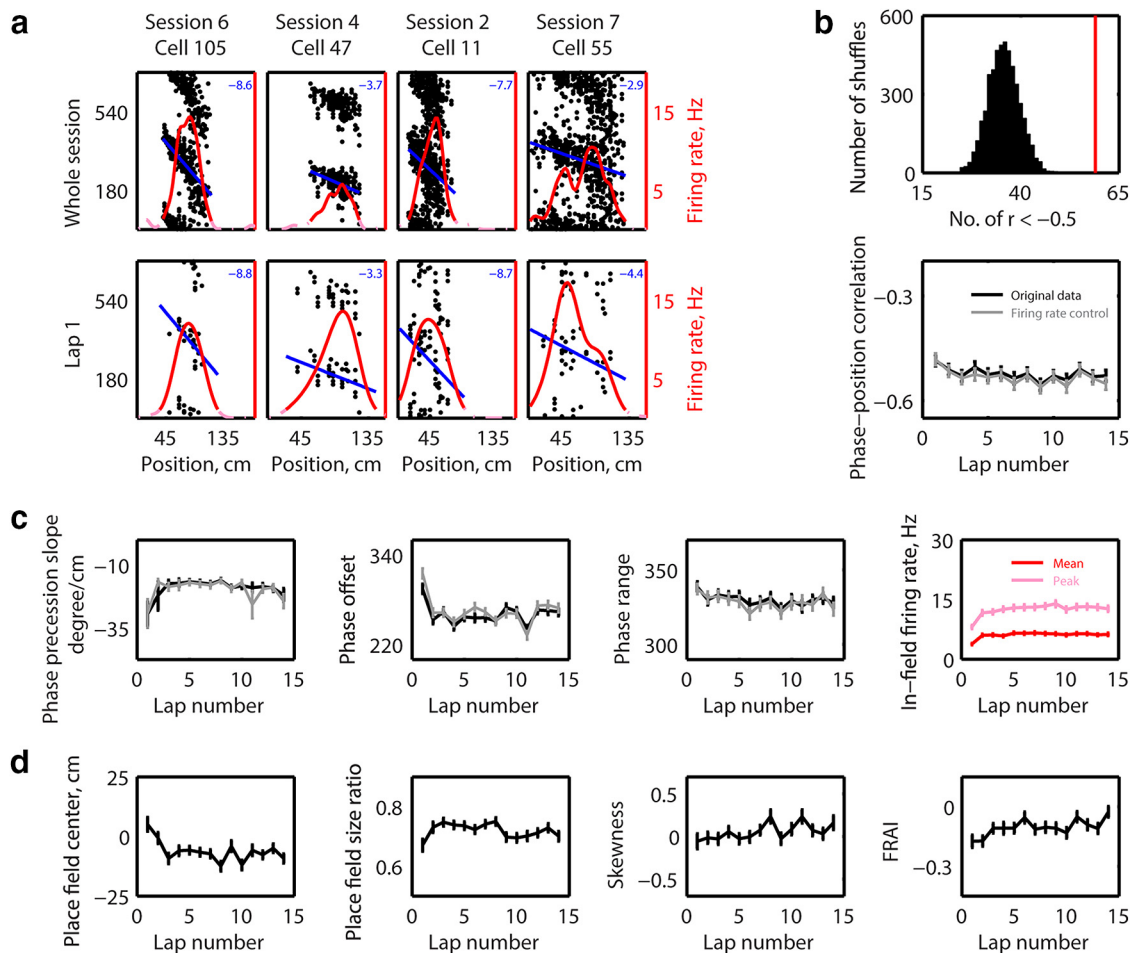 a
Session 6
Cell 105
Session 4
Cell 47
Session 2
Cell 11
Session 7
Cell 55
Whole session
540
180
−8.6
−3.7
−7.7
−2.9
15
5
Firing rate, Hz
Lap 1
540
180
−8.8
−3.3
−8.7
−4.4
15
5
Firing rate, Hz
45 135
45 135
45 135
45 135
Position, cm
Position, cm
Position, cm
Position, cm
b
Number of shuffles
600
300
0
15 40 65
No. of r < −0.5
Phase−position correlation
−0.3
−0.6
Original data
Firing rate control
0 5 10 15
Lap number
c
Phase precession slope
degree/cm
−10
−35
0 5 10 15
Lap number
Phase offset
340
220
0 5 10 15
Lap number
Phase range
350
300
0 5 10 15
Lap number
In−field firing rate, Hz
30
15
0
Mean
Peak
0 5 10 15
Lap number
d
Place field center, cm
25
0
−25
0 5 10 15
Lap number
Place field size ratio
0.8
0.6
0 5 10 15
Lap number
Skewness
0.5
0
−0.5
0 5 10 15
Lap number
FRAI
0
−0.3
0 5 10 15
Lap number